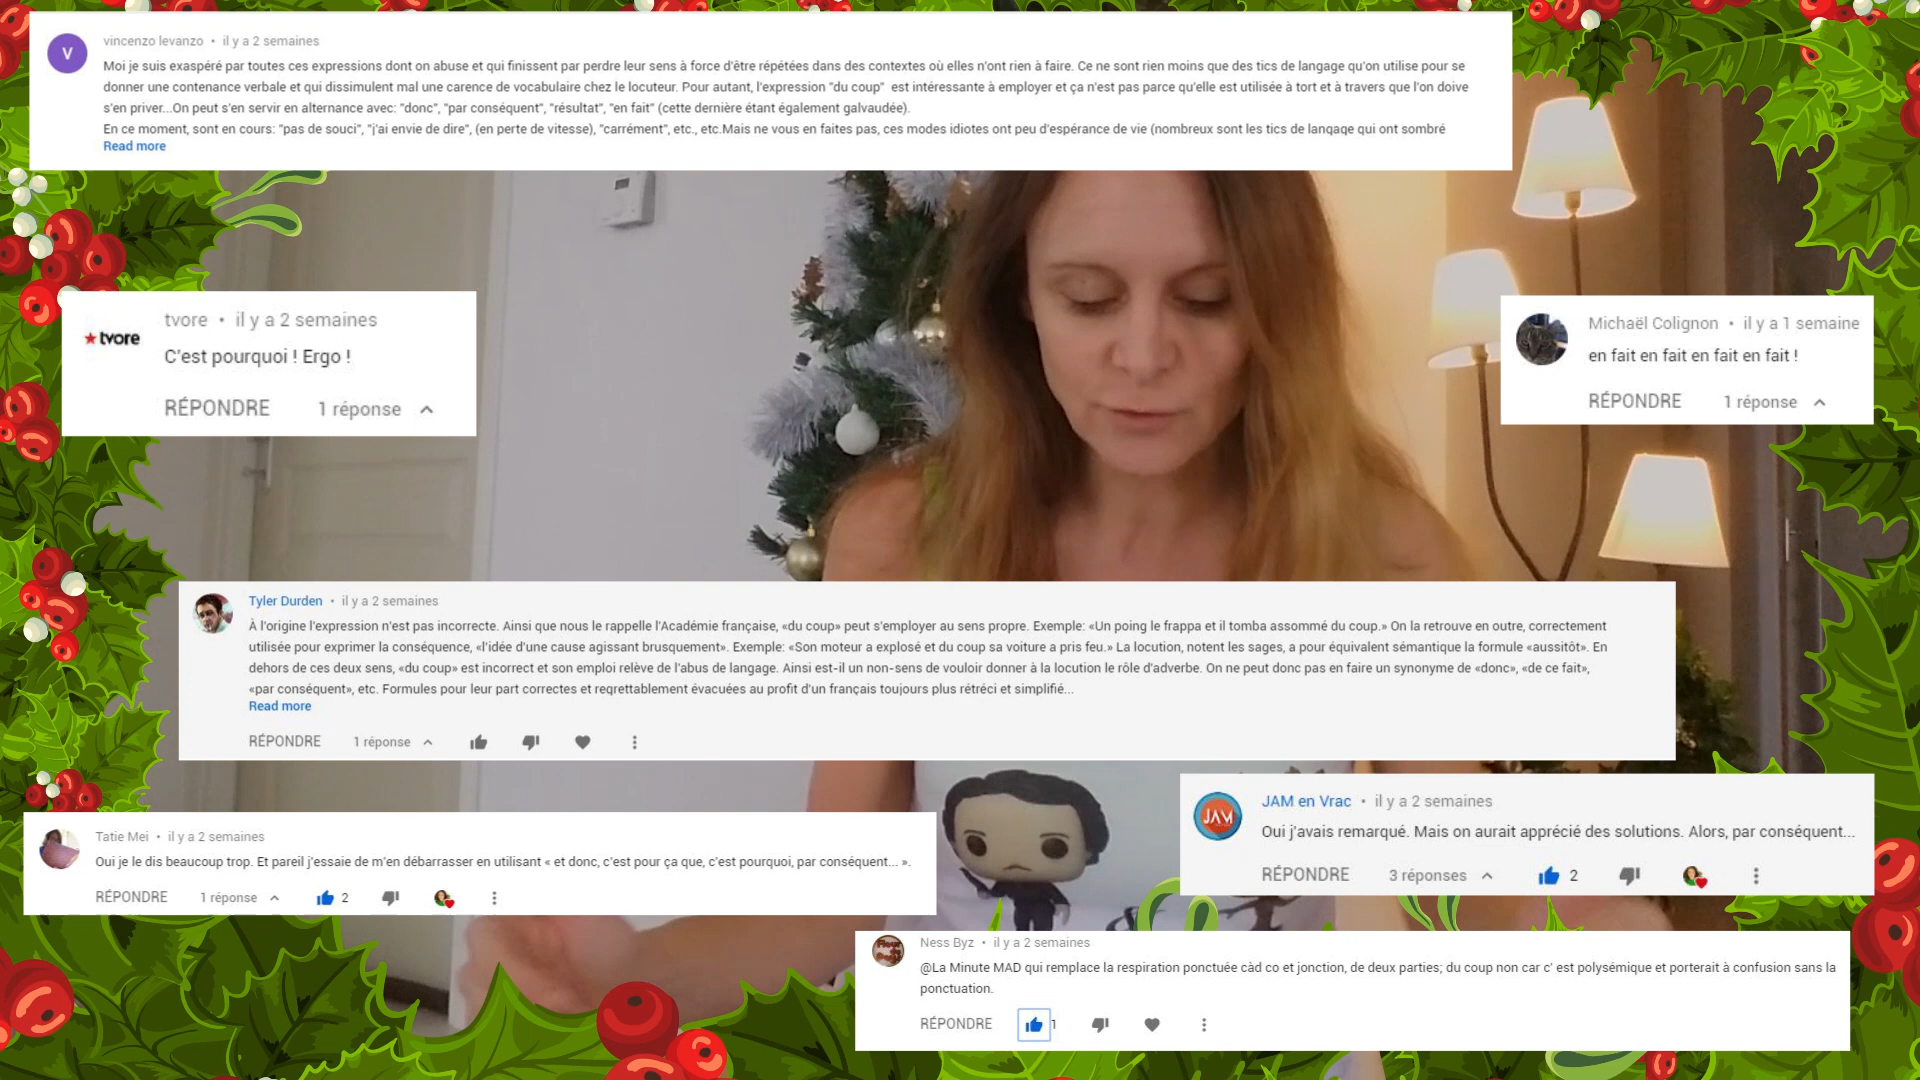 V
vincenzo levanzo • il y a 2 semaines
Moi je suis exaspéré par toutes ces expressions dont on abuse et qui finissent par perdre leur sens à force d'être répétées dans des contextes où elles n'ont rien à faire. Ce ne sont rien moins que des tics de langage qu'on utilise pour se
donner une contenance verbale et qui dissimulent mal une carence de vocabulaire chez le locuteur. Pour autant, l'expression "du coup" est intéressante à employer et ça n'est pas parce qu'elle est utilisée à tort et à travers que l'on doive
s'en priver...On peut s'en servir en alternance avec: "donc", "par conséquent", "résultat", "en fait" (cette dernière étant également galvaudée).
En ce moment, sont en cours: "pas de souci", "j'ai envie de dire", (en perte de vitesse), "carrément", etc., etc.Mais ne vous en faites pas, ces modes idiotes ont peu d'espérance de vie (nombreux sont les tics de langage qui ont sombré
Read more
tvore
tvore • il y a 2 semaines
C'est pourquoi ! Ergo !
RÉPONDRE 1 réponse
Michaël Colignon • il y a 1 semaine
en fait en fait en fait en fait !
RÉPONDRE 1 réponse
Tyler Durden • il y a 2 semaines
À l'origine l'expression n'est pas incorrecte. Ainsi que nous le rappelle l'Académie française, «du coup» peut s'employer au sens propre. Exemple: «Un poing le frappa et il tomba assommé du coup.» On la retrouve en outre, correctement
utilisée pour exprimer la conséquence, «l'idée d'une cause agissant brusquement». Exemple: «Son moteur a explosé et du coup sa voiture a pris feu.» La locution, notent les sages, a pour équivalent sémantique la formule «aussitôt». En
dehors de ces deux sens, «du coup» est incorrect et son emploi relève de l'abus de langage. Ainsi est-il un non-sens de vouloir donner à la locution le rôle d'adverbe. On ne peut donc pas en faire un synonyme de «donc», «de ce fait»,
«par conséquent», etc. Formules pour leur part correctes et regrettablement évacuées au profit d'un français toujours plus rétréci et simplifié...
Read more
RÉPONDRE 1 réponse
JAM
JAM en Vrac • il y a 2 semaines
Oui j'avais remarqué. Mais on aurait apprécié des solutions. Alors, par conséquent...
RÉPONDRE 3 réponses 2
Tatie Mei • il y a 2 semaines
Oui je le dis beaucoup trop. Et pareil j'essaie de m'en débarrasser en utilisant « et donc, c'est pour ça que, c'est pourquoi, par conséquent... ».
RÉPONDRE 1 réponse 2
Ness Byz • il y a 2 semaines
@La Minute MAD qui remplace la respiration ponctuée càd co et jonction, de deux parties; du coup non car c' est polysémique et porterait à confusion sans la
ponctuation.
RÉPONDRE 1